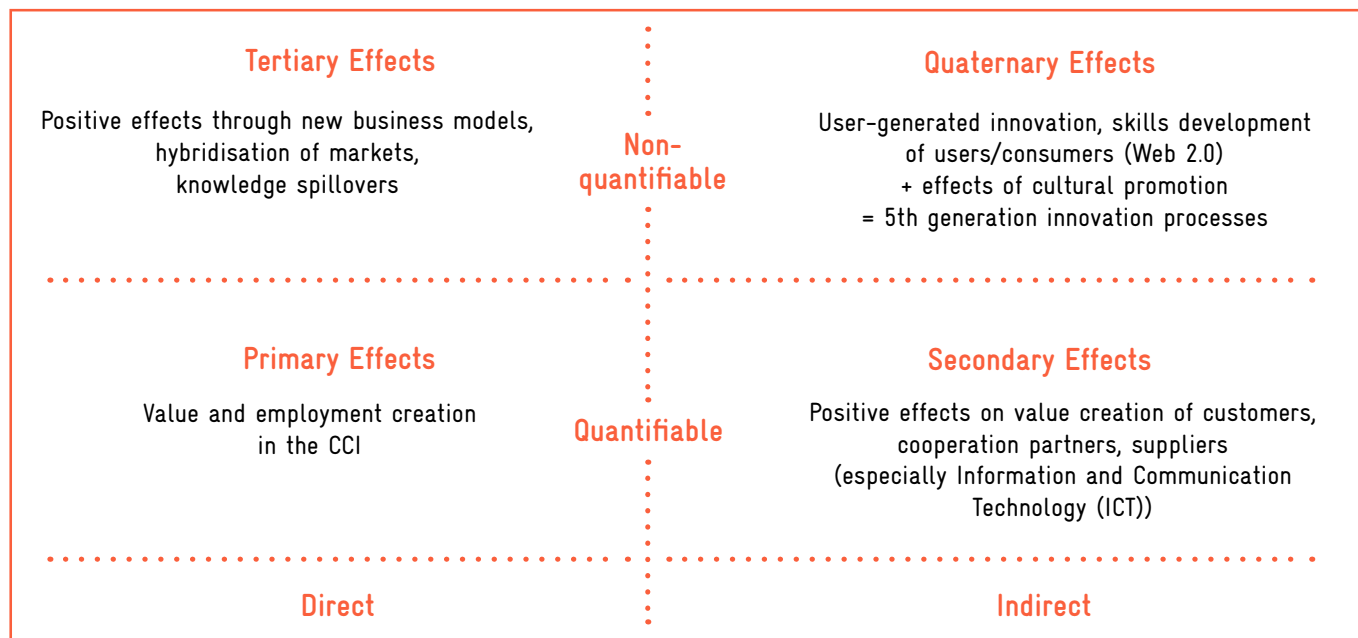 Tertiary Effects
Positive effects through new business models,
hybridisation of markets,
knowledge spillovers
Non-
quantifiable
Quaternary Effects
User-generated innovation, skills development
of users/consumers (Web 2.0)
+ effects of cultural promotion
= 5th generation innovation processes
Primary Effects
Value and employment creation
in the CCI
Quantifiable
Secondary Effects
Positive effects on value creation of customers,
cooperation partners, suppliers
(especially Information and Communication
Technology (ICT))
Direct
Indirect